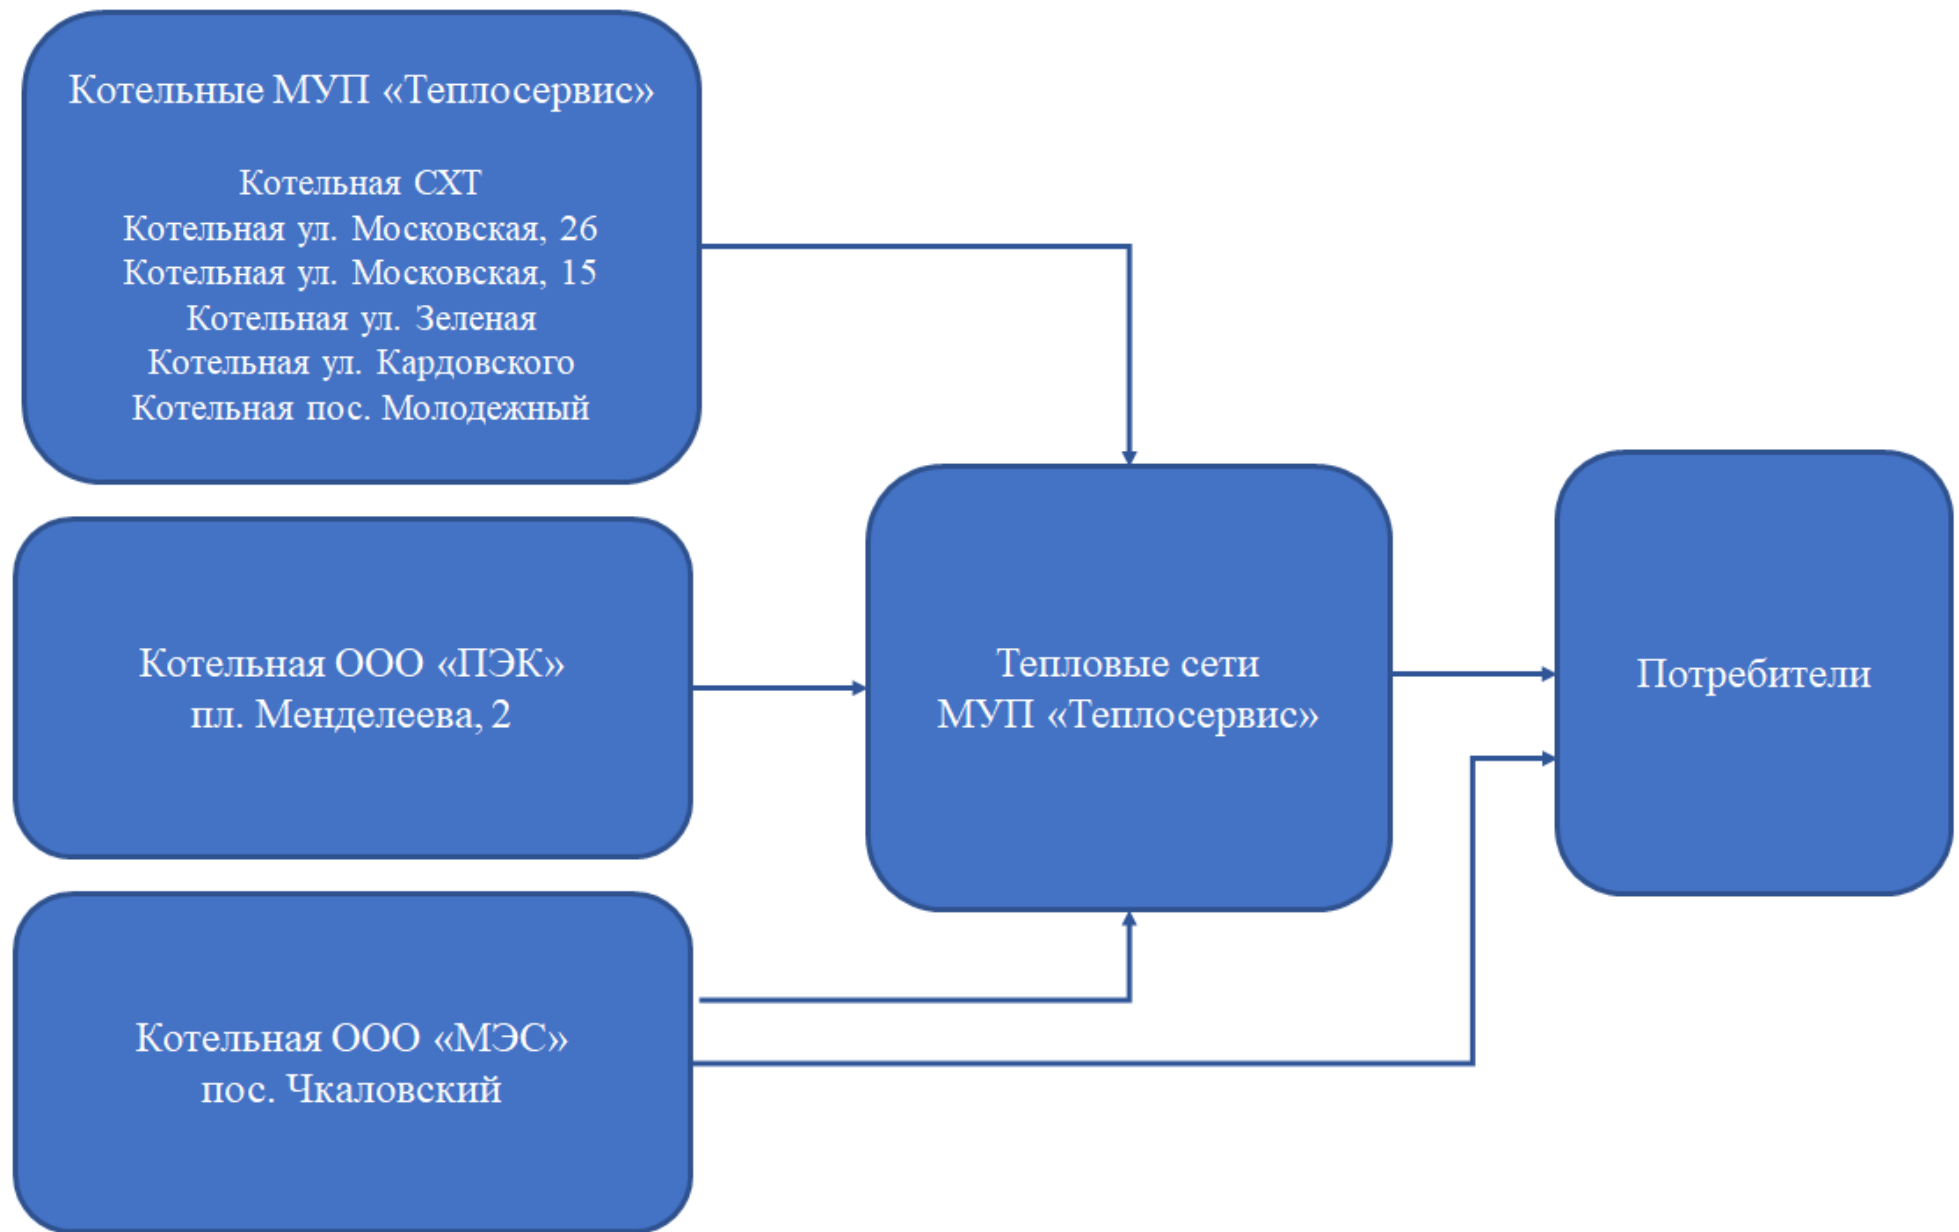 Котельные МУП «Теплосервис»
Котельная СХТ
Котельная ул. Московская, 26
Котельная ул. Московская, 15
Котельная ул. Зеленая
Котельная ул. Кардовского
Котельная пос. Молодежный
Котельная ООО «ПЭК»
пл. Менделеева, 2
Котельная ООО «МЭС»
пос. Чкаловский
Тепловые сети
МУП «Теплосервис»
Потребители